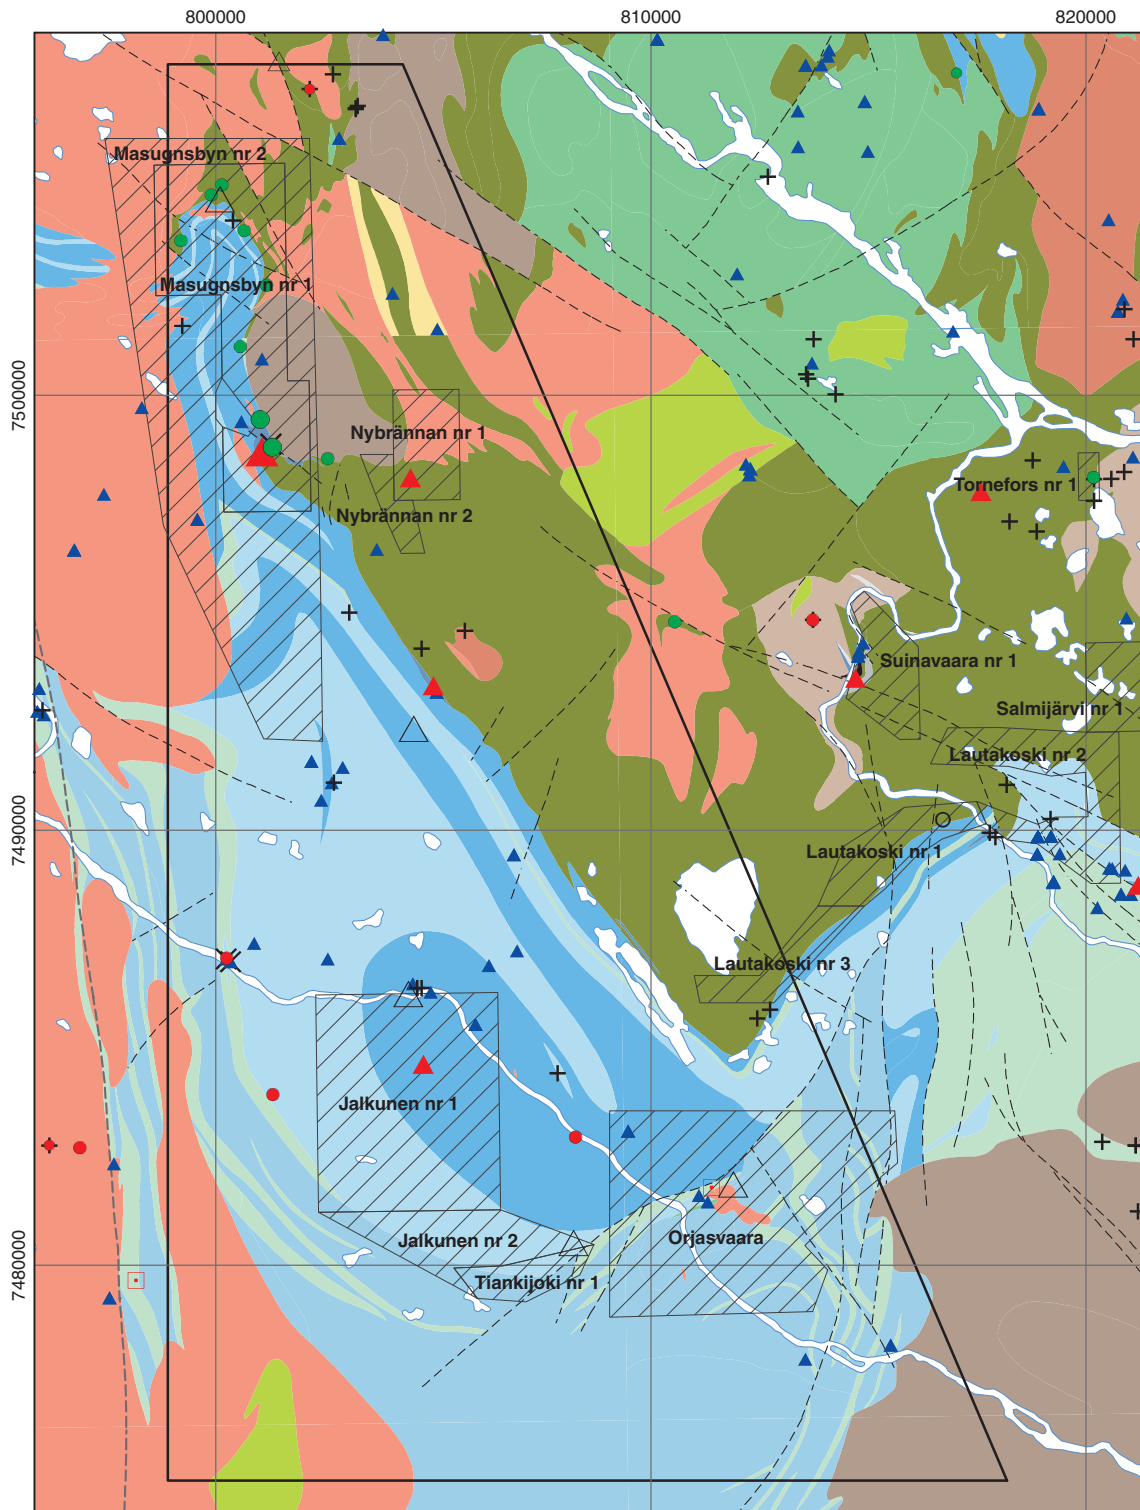 800000
810000
820000
Masugnsbyn nr 2
Masugnsbyn nr 1
7500000
Nybrännan nr 1
Tornefors nr 1
Nybrännan nr 2
Suinavaara nr 1
Salmijärvi nr 1
Lautakoski nr 2
7490000
Lautakoski nr 1
Lautakoski nr 3
Jalkunen nr 1
Orjasvaara
Jalkunen nr 2
7480000
Tiankijoki nr 1